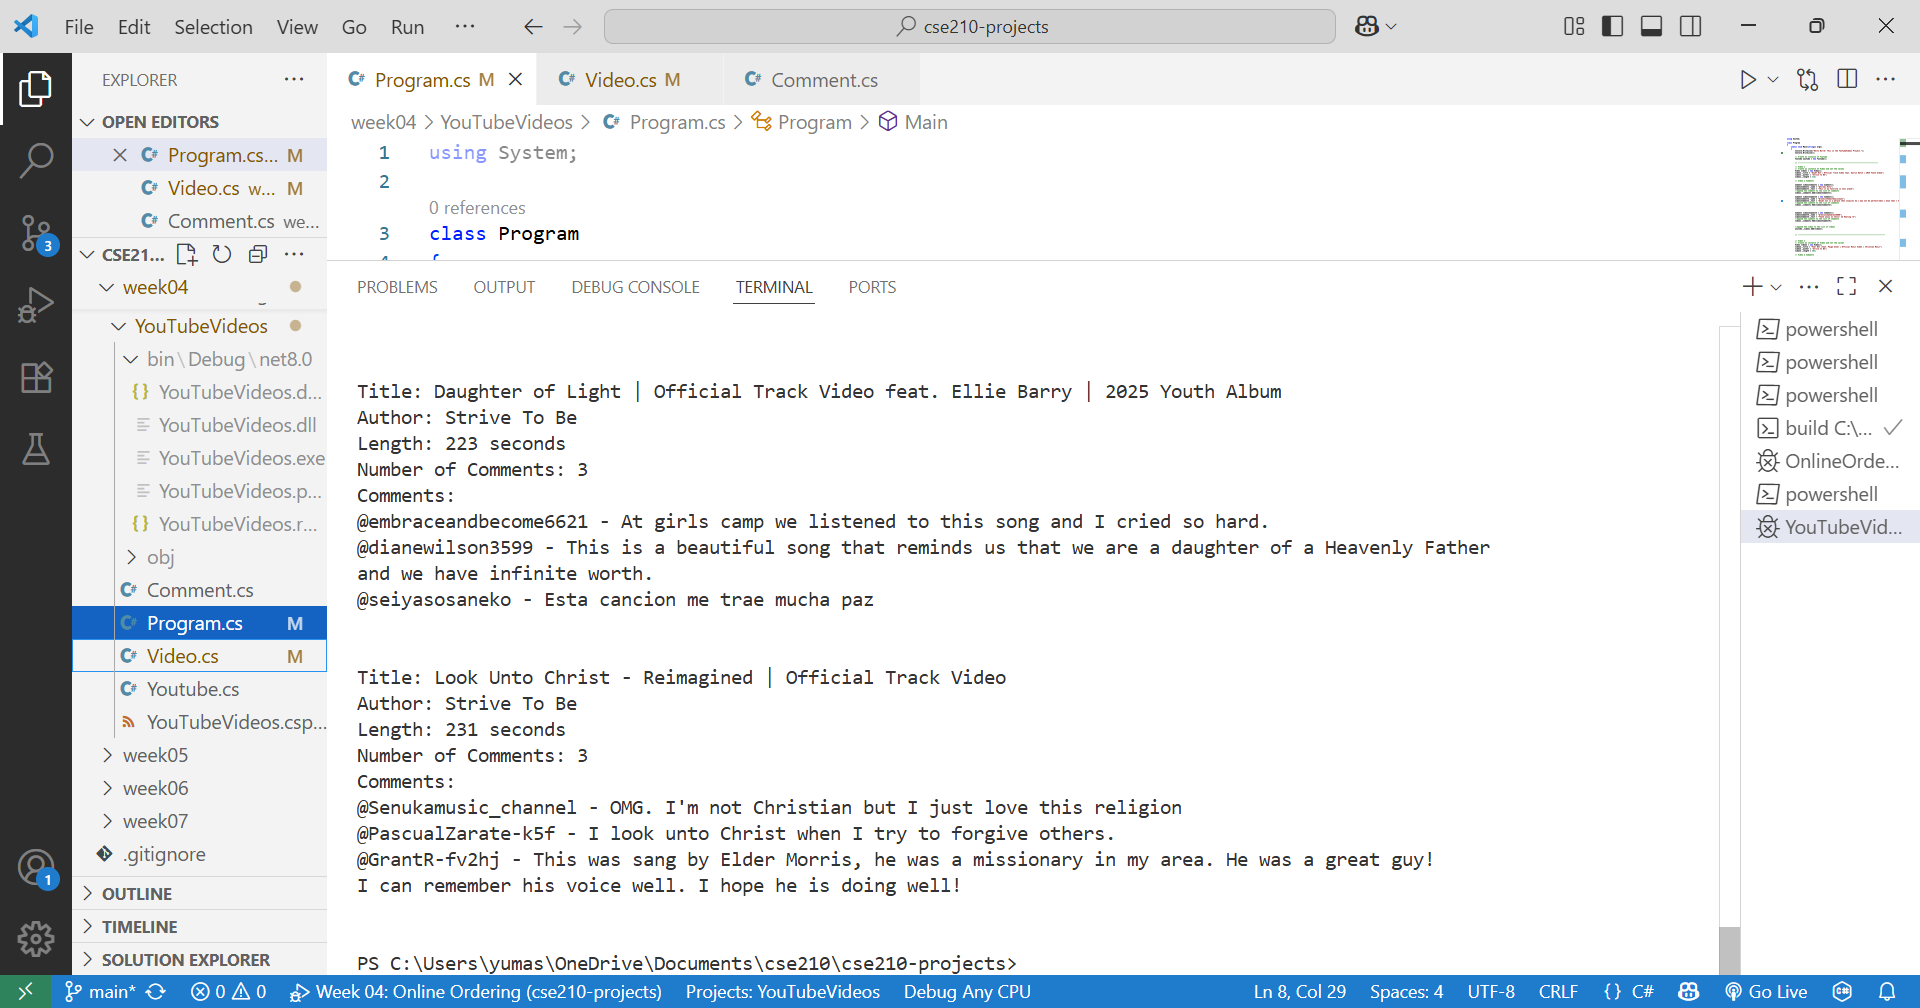 File Edit Selection View Go Run ··· cse210-projects
EXPLORER ···
OPEN EDITORS
Program.cs... M
Video.cs w... M
Comment.cs we...
CSE21... ···
week04
YouTubeVideos
bin\Debug\net8.0
{} YouTubeVideos.d...
YouTubeVideos.dll
YouTubeVideos.exe
YouTubeVideos.p...
{} YouTubeVideos.r...
obj
Comment.cs
Program.cs M
Video.cs M
Youtube.cs
YouTubeVideos.csp...
week05
week06
week07
.gitignore
OUTLINE
TIMELINE
SOLUTION EXPLORER
3
1
Program.cs M Video.cs M Comment.cs
week04 > YouTubeVideos > Program.cs > Program > Main
1 using System;
2
0 references
3 class Program
PROBLEMS OUTPUT DEBUG CONSOLE TERMINAL PORTS
Title: Daughter of Light | Official Track Video feat. Ellie Barry | 2025 Youth Album
Author: Strive To Be
Length: 223 seconds
Number of Comments: 3
Comments:
@embraceandbecome6621 - At girls camp we listened to this song and I cried so hard.
@dianewilson3599 - This is a beautiful song that reminds us that we are a daughter of a Heavenly Father
and we have infinite worth.
@seiyasosaneko - Esta cancion me trae mucha paz
Title: Look Unto Christ - Reimagined | Official Track Video
Author: Strive To Be
Length: 231 seconds
Number of Comments: 3
Comments:
@Senukamusic_channel - OMG. I'm not Christian but I just love this religion
@PascualZarate-k5f - I look unto Christ when I try to forgive others.
@GrantR-fv2hj - This was sang by Elder Morris, he was a missionary in my area. He was a great guy!
I can remember his voice well. I hope he is doing well!
PS C:\Users\yumas\OneDrive\Documents\cse210\cse210-projects>
powershell
powershell
powershell
build C:\...
OnlineOrde...
powershell
YouTubeVid...
main* 0 0 Week 04: Online Ordering (cse210-projects) Projects: YouTubeVideos Debug Any CPU Ln 8, Col 29 Spaces: 4 UTF-8 CRLF {} C# Go Live